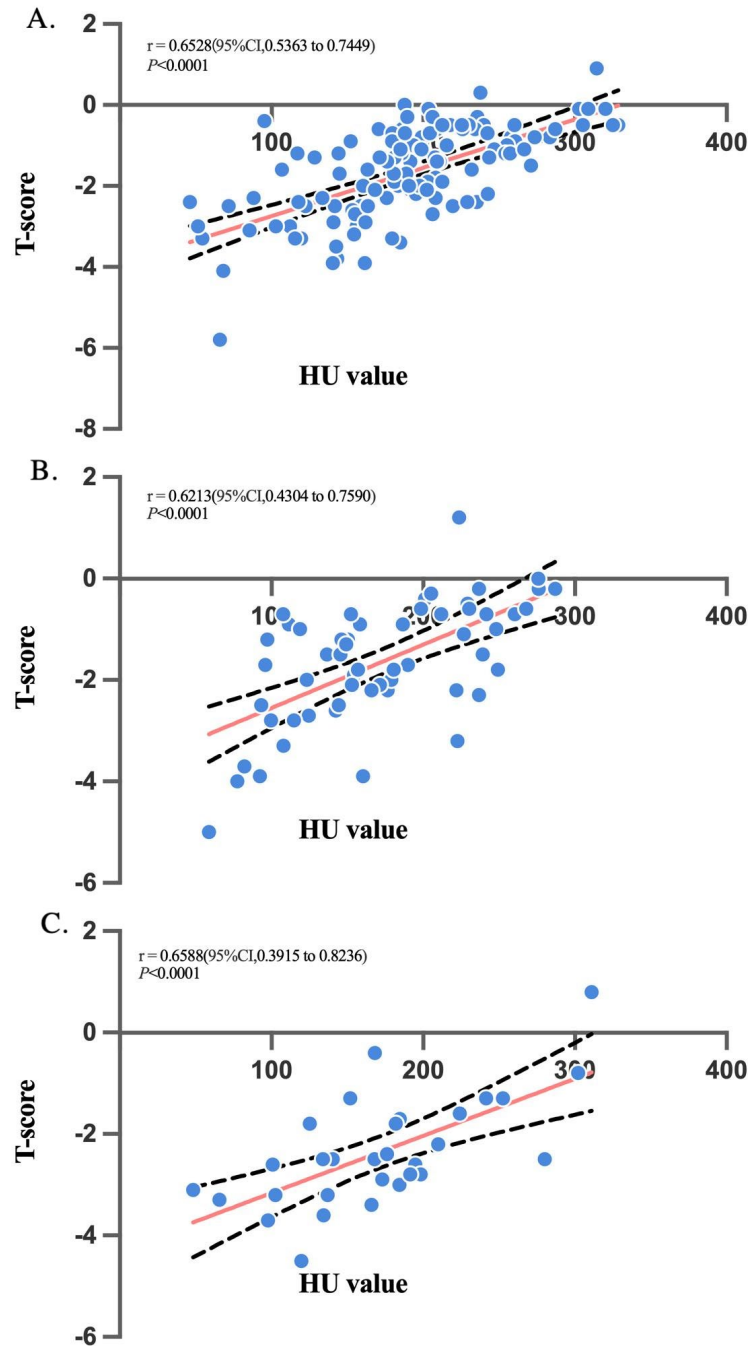 A.
2
r = 0.6528(95%CI,0.5363 to 0.7449)
P<0.0001
0
100 300 400
-2
T-score
-4
-6
HU value
-8
B.
2
r = 0.6213(95%CI,0.4304 to 0.7590)
P<0.0001
0
300 400
-2
T-score
-4
HU value
-6
C.
2
r = 0.6588(95%CI,0.3915 to 0.8236)
P<0.0001
0
100 200 300 400
-2
T-score
-4
HU value
-6